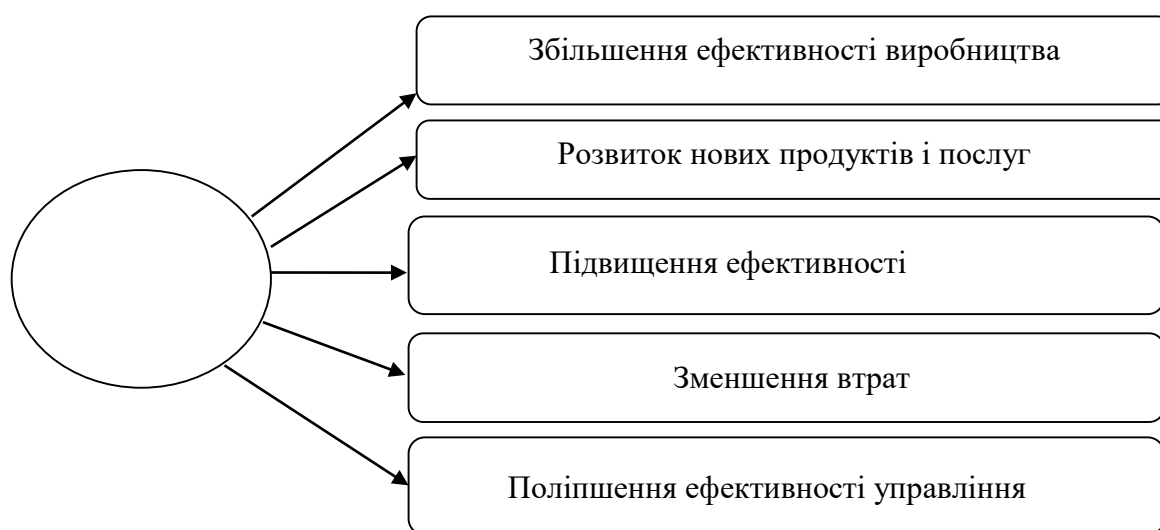 Збільшення ефективності виробництва
Розвиток нових продуктів і послуг
Підвищення ефективності
Зменшення втрат
Поліпшення ефективності управління